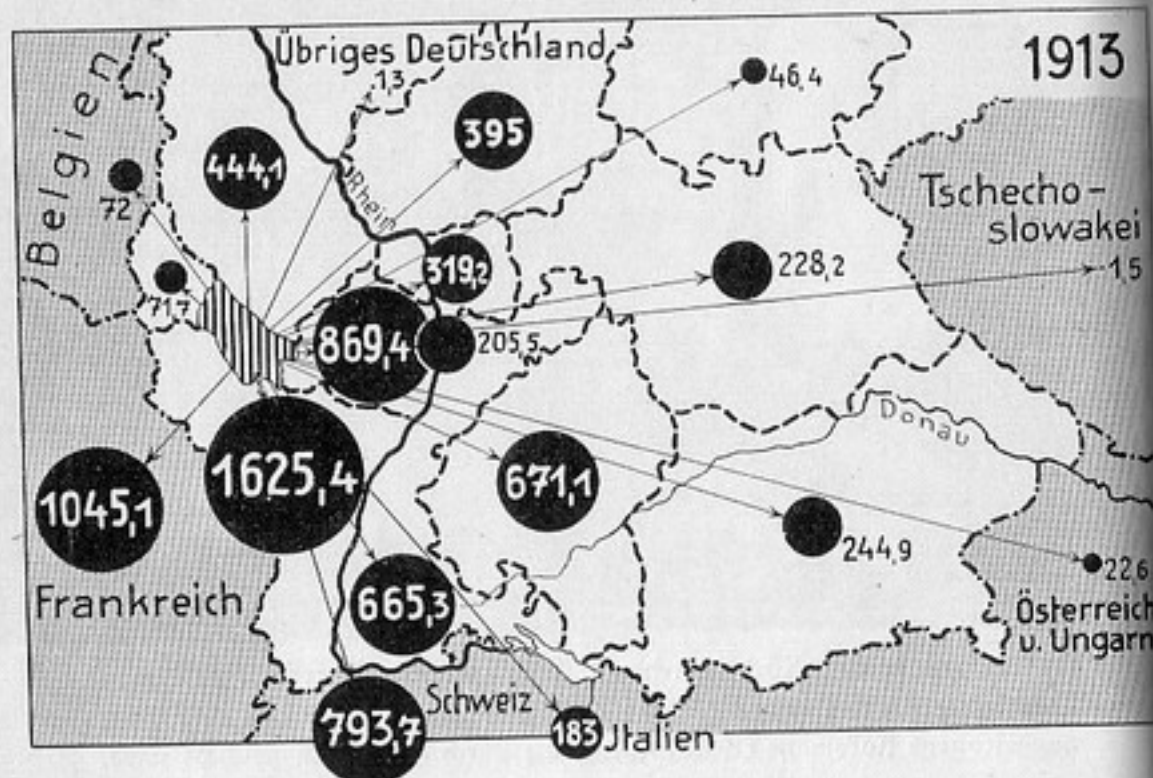 1913
Übriges Deutschland
1,3
46,4
395
444,1
Belgien
72
Rhein
Tschecho-
slowakei
319,2
228,2
1,5
71,7
869,4
205,5
Donau
1625,4
671,1
1045,1
244,9
22,6
Frankreich
665,3
Österreich
u. Ungarn
Schweiz
793,7
183
Jtalien